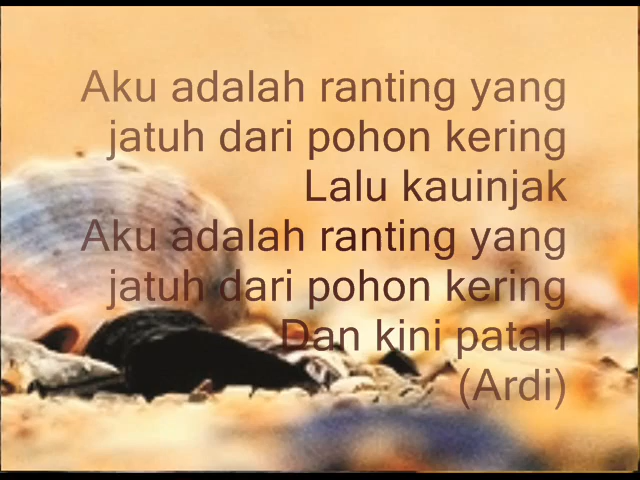 Aku adalah ranting yang
jatuh dari pohon kering
Lalu kauinjak
Aku adalah ranting yang
jatuh dari pohon kering
Dan kini patah
(Ardi)